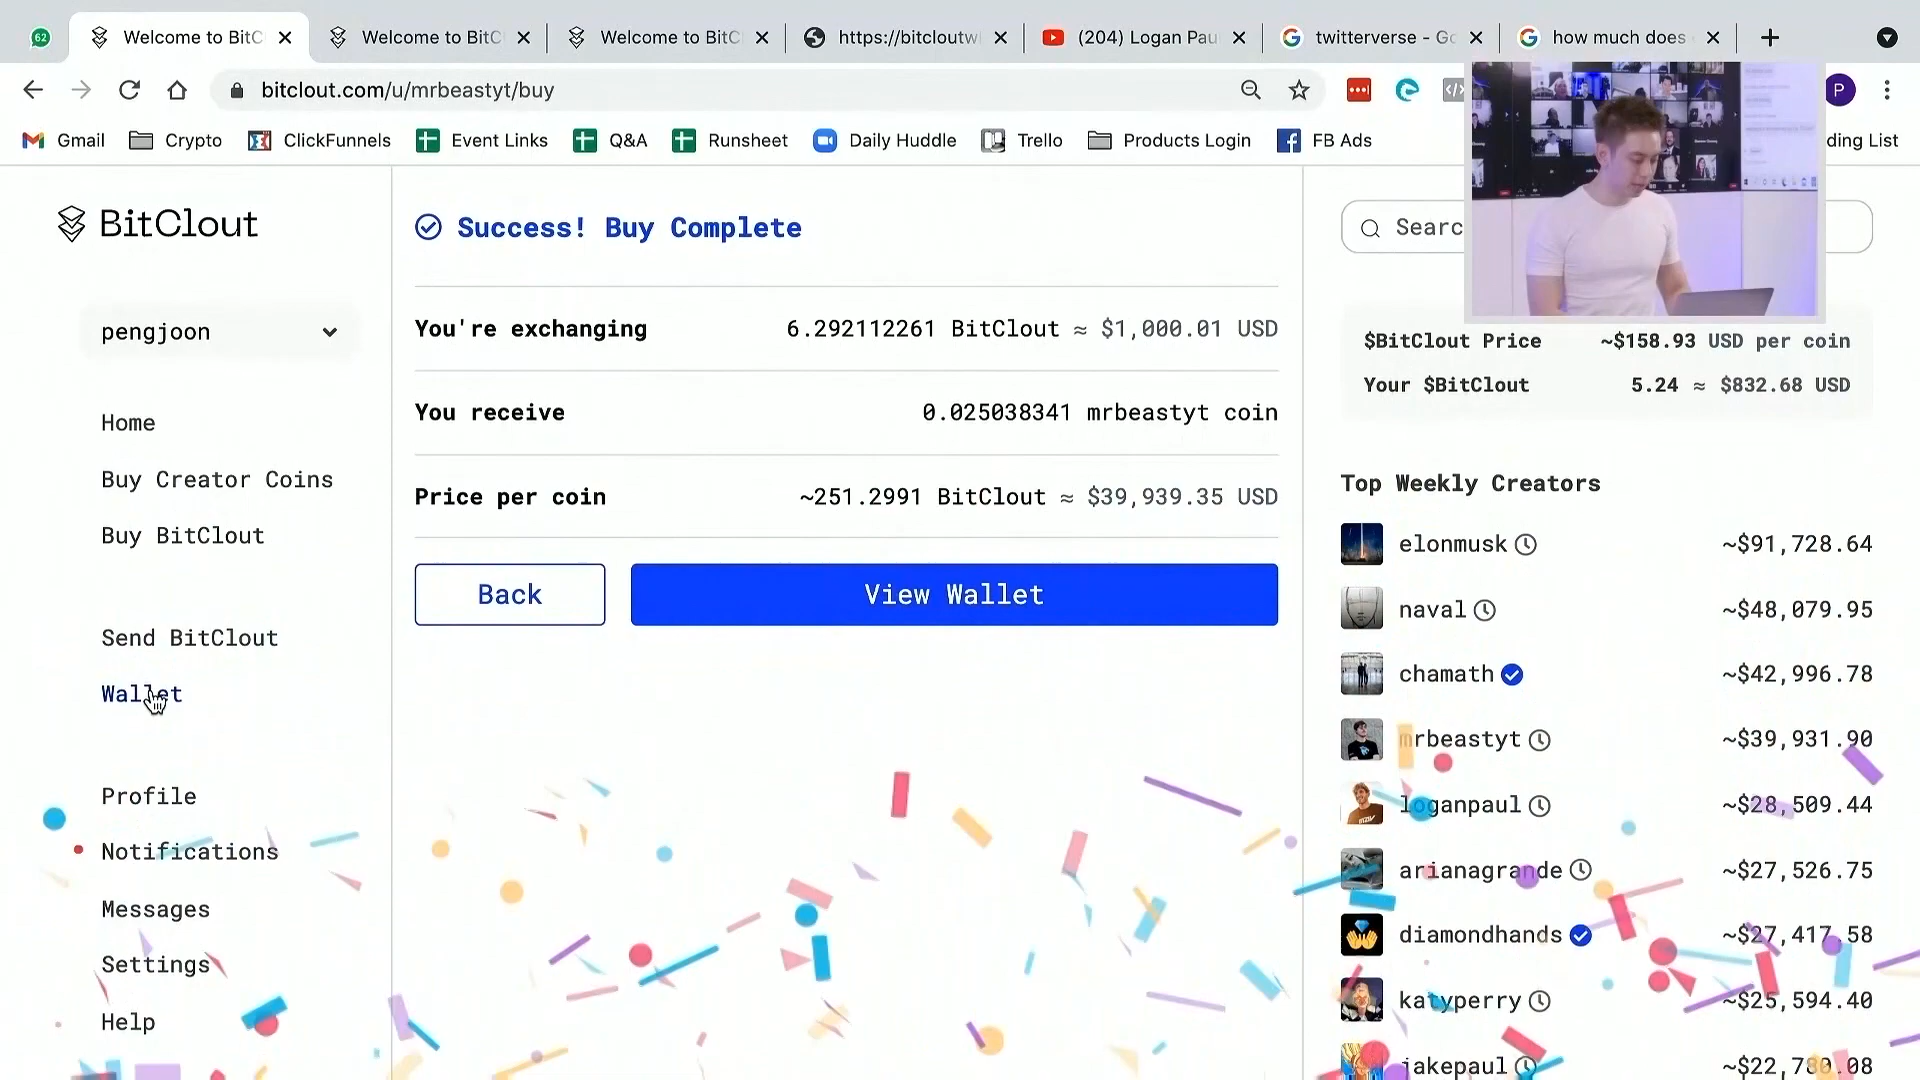 62
Welcome to BitC
Welcome to BitC
Welcome to BitC
https://bitcloutw
(204) Logan Pau
twitterverse - Go
how much does
bitclout.com/u/mrbeastyt/buy
P
Gmail
Crypto
ClickFunnels
Event Links
Q&A
Runsheet
Daily Huddle
Trello
Products Login
FB Ads
ding List
BitClout
pengjoon
Home
Buy Creator Coins
Buy BitClout
Send BitClout
Wallet
Profile
Notifications
Messages
Settings
Help
Success! Buy Complete
You're exchanging 6.292112261 BitClout ≈ $1,000.01 USD
You receive 0.025038341 mrbeastyt coin
Price per coin ~251.2991 BitClout ≈ $39,939.35 USD
Back
View Wallet
Searc
$BitClout Price ~$158.93 USD per coin
Your $BitClout 5.24 ≈ $832.68 USD
Top Weekly Creators
elonmusk ~$91,728.64
naval ~$48,079.95
chamath ~$42,996.78
mrbeastyt ~$39,931.90
loganpaul ~$28,509.44
arianagrande ~$27,526.75
diamondhands ~$27,417.58
katyperry ~$25,594.40
jakepaul ~$22,780.08